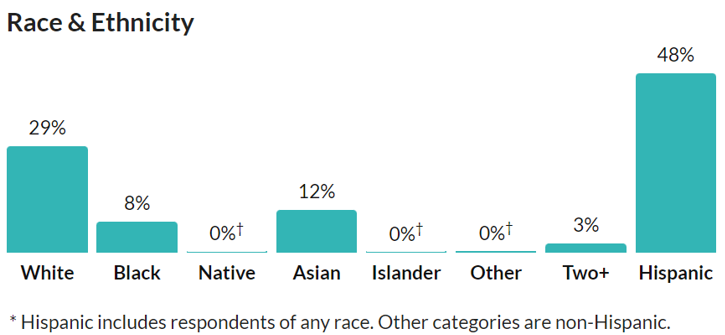 Race & Ethnicity
48%
29%
12%
8%
3%
0%†
0%†
0%†
White Black Native Asian Islander Other Two+ Hispanic
* Hispanic includes respondents of any race. Other categories are non-Hispanic.